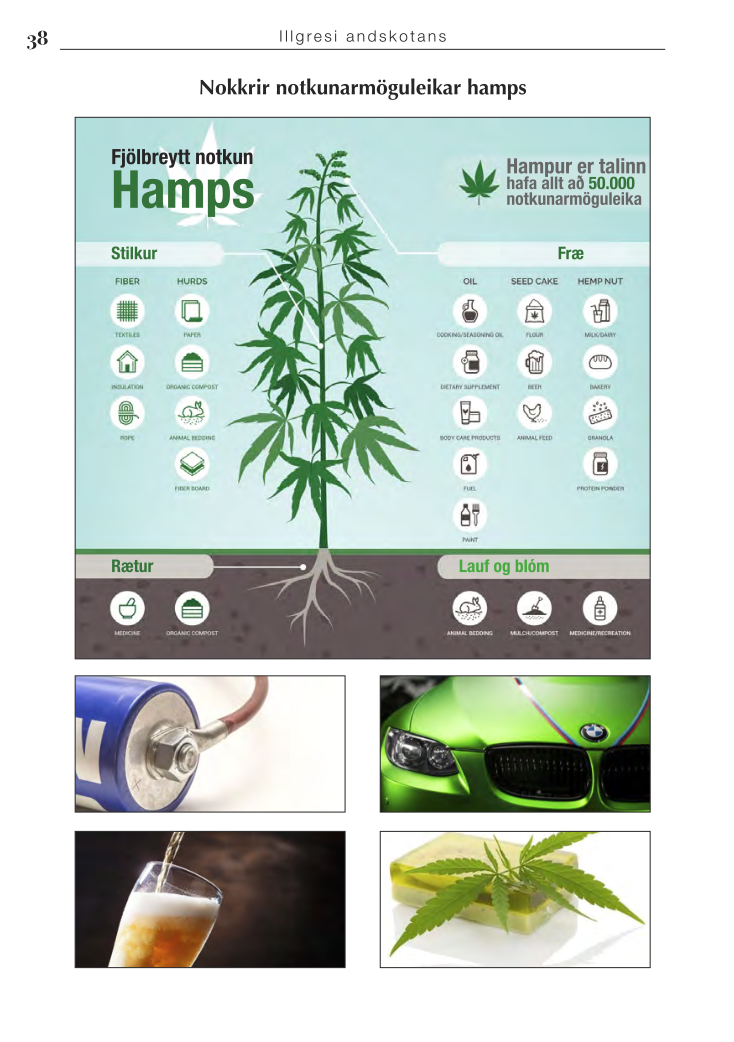 38
Illgresi andskotans
Nokkrir notkunarmöguleikar hamps
Fjölbreytt notkun
Hamps
Hampur er talinn
hafa allt að 50.000
notkunarmöguleika
Stilkur
FIBER HURDS
TEXTILES PAPER
INSULATION ORGANIC COMPOST
ROPE ANIMAL BEDDING
FIBER BOARD
Fræ
OIL SEED CAKE HEMP NUT
COOKING/SEASONING OIL FLOUR MILK/DAIRY
DIETARY SUPPLEMENT BEER BAKERY
BODY CARE PRODUCTS ANIMAL FEED GRANOLA
FUEL PROTEIN POWDER
PAINT
Rætur
MEDICINE ORGANIC COMPOST
Lauf og blóm
ANIMAL BEDDING MULCH/COMPOST MEDICINE/RECREATION
BMW